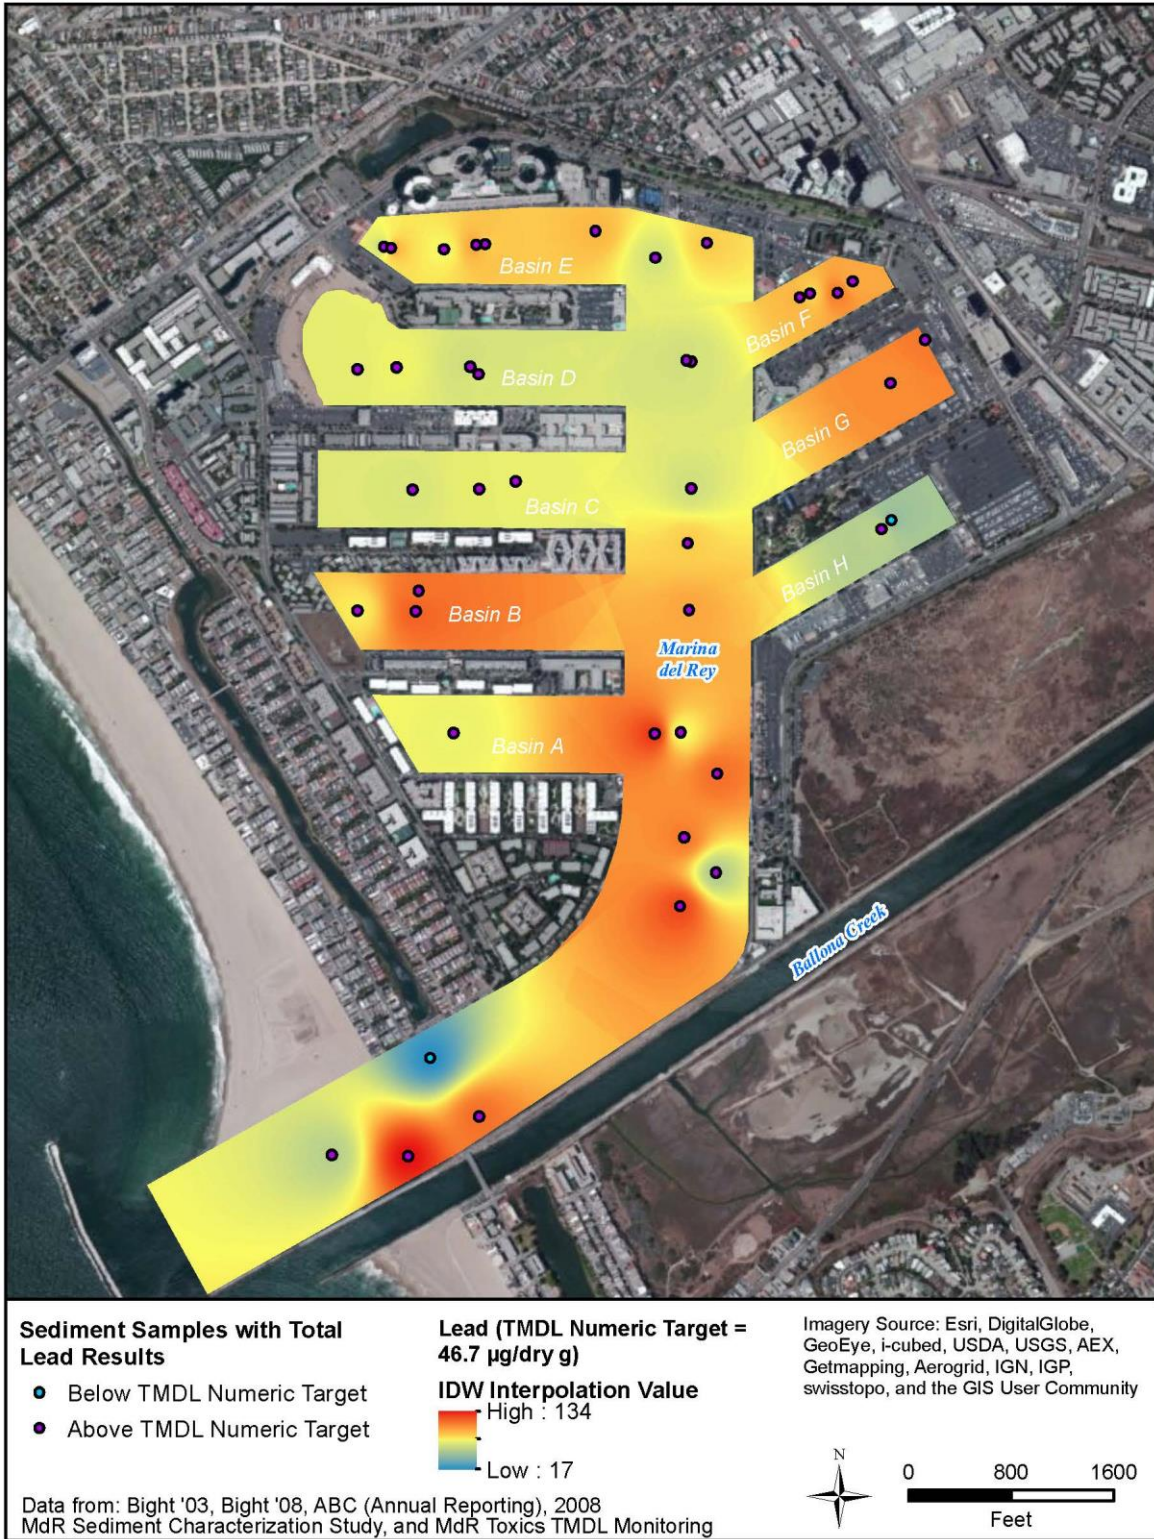 Basin E
Basin F
Basin D
Basin G
Basin C
Basin H
Basin B
Marina
del Rey
Basin A
Ballona Creek
Sediment Samples with Total
Lead Results
Below TMDL Numeric Target
Above TMDL Numeric Target
Lead (TMDL Numeric Target =
46.7 µg/dry g)
IDW Interpolation Value
High : 134
Low : 17
Imagery Source: Esri, DigitalGlobe,
GeoEye, i-cubed, USDA, USGS, AEX,
Getmapping, Aerogrid, IGN, IGP,
swisstopo, and the GIS User Community
N
0 800 1600
Feet
Data from: Bight '03, Bight '08, ABC (Annual Reporting), 2008
MdR Sediment Characterization Study, and MdR Toxics TMDL Monitoring